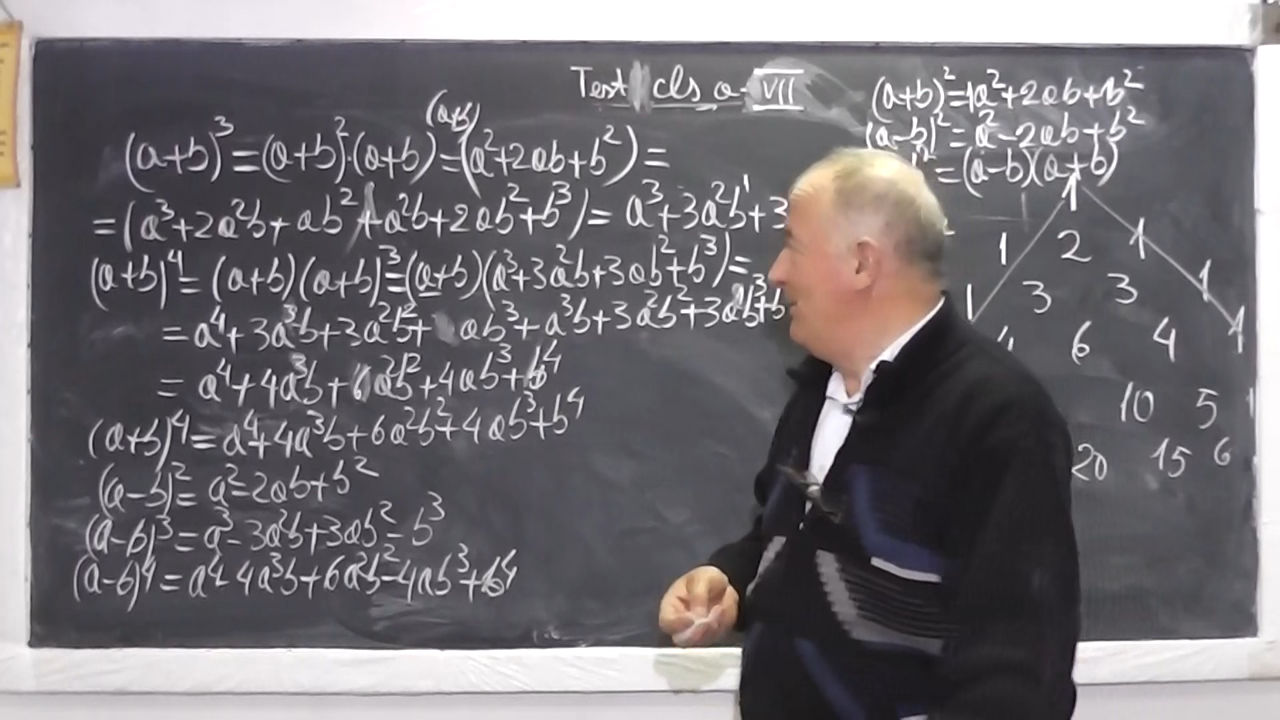 Test cls a VII
(a+b)³=(a+b)²·(a+b)=(a²+2ab+b²)=
(a+b)
=(a³+2a²b+ab²+a²b+2ab²+b³)=a³+3a²b+3
(a+b)⁴=(a+b)(a+b)³=(a+b)(a³+3a²b+3ab²+b³)=
=a⁴+3a³b+3a²b²+ab³+a³b+3a²b²+3ab³+b
=a⁴+4a³b+6a²b²+4ab³+b⁴
(a+b)⁴=a⁴+4a³b+6a²b²+4ab³+b⁴
(a-b)²=a²-2ab+b²
(a-b)³=a³-3a²b+3ab²-b³
(a-b)⁴=a⁴-4a³b+6a²b²-4ab³+b⁴
(a+b)²=1a²+2ab+b²
(a-b)²=a²-2ab+b²
²=(a-b)(a+b)
1
1 2 1
1 3 3 1
4 6 4 1
10 5 1
20 15 6